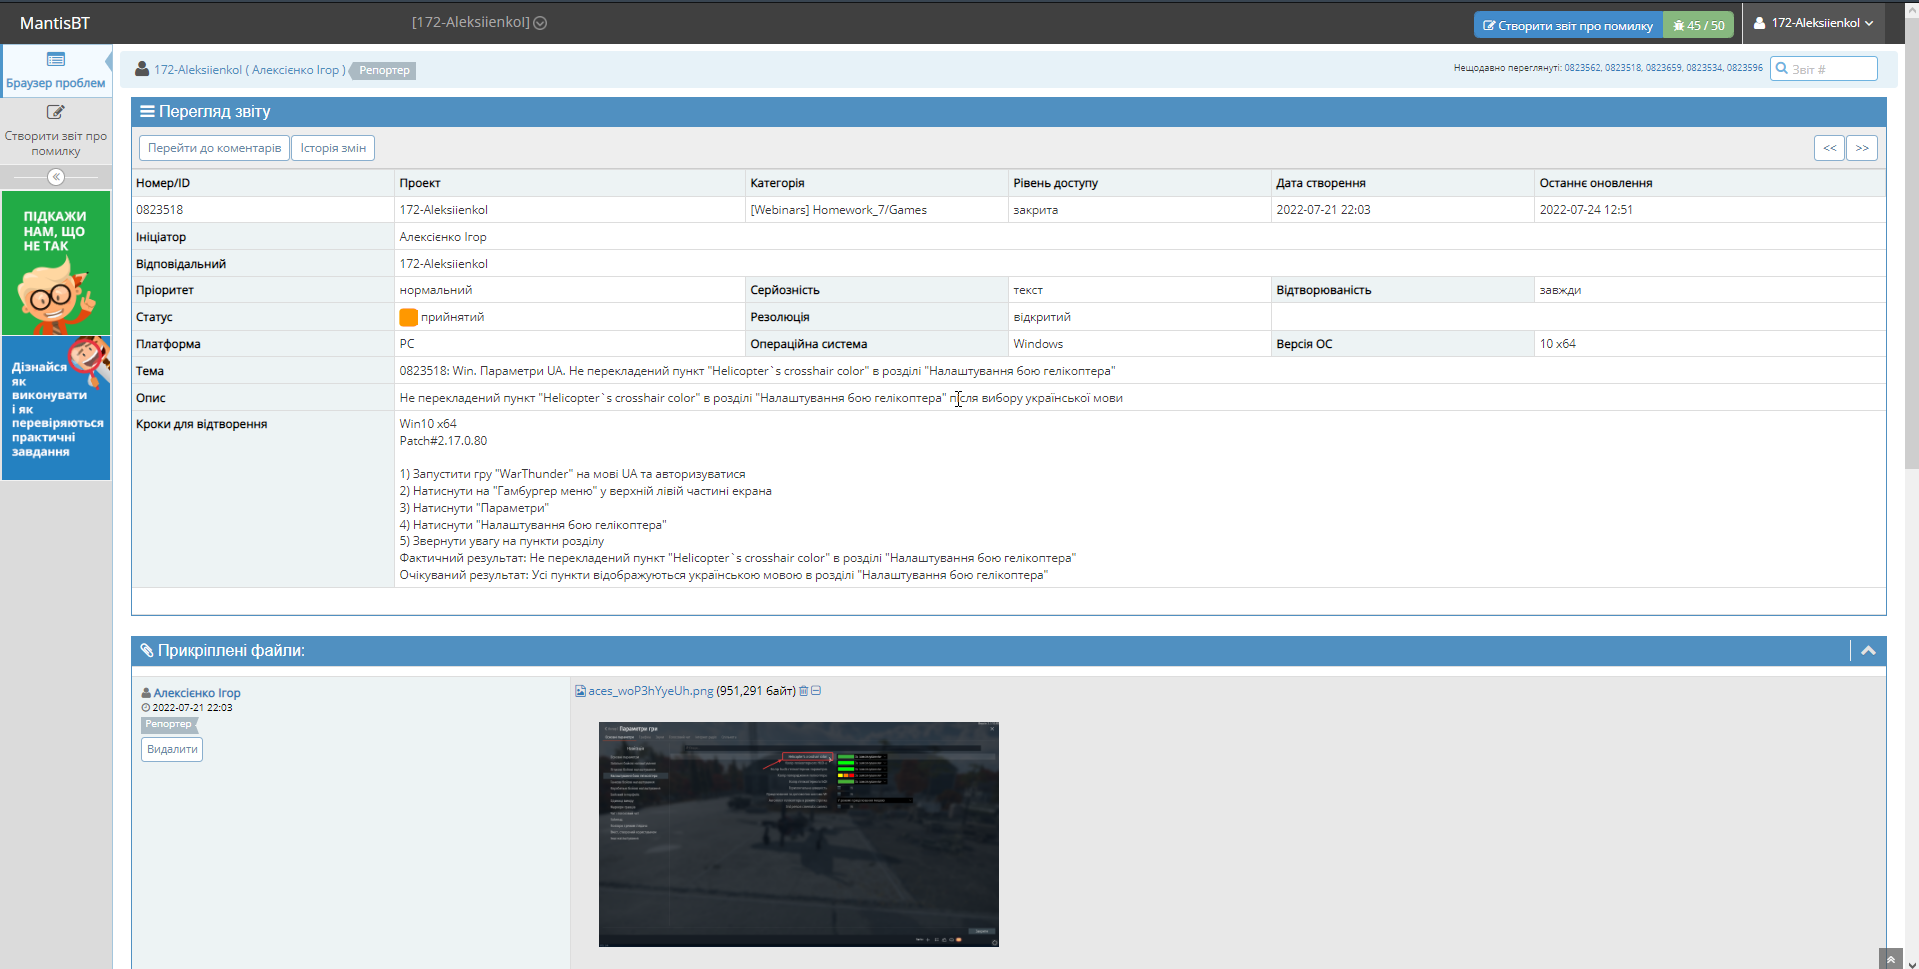 MantisBT
[172-Aleksiienkol]
Створити звіт про помилку
45 / 50
172-Aleksiienkol
Браузер проблем
Створити звіт про
помилку
ПІДКАЖИ
НАМ, ЩО
НЕ ТАК
Дізнайся
як
виконувати
і як
перевіряються
практичні
завдання
172-Aleksiienkol ( Алексієнко Ігор )
Репортер
Нещодавно переглянуті: 0823562, 0823518, 0823659, 0823534, 0823596
Звіт #
Перегляд звіту
Перейти до коментарів
Історія змін
<<
>>
Номер/ID Проект Категорія Рівень доступу Дата створення Останнє оновлення
0823518 172-Aleksiienkol [Webinars] Homework_7/Games закрита 2022-07-21 22:03 2022-07-24 12:51
Ініціатор Алексієнко Ігор
Відповідальний 172-Aleksiienkol
Пріоритет нормальний Серйозність текст Відтворюваність завжди
Статус прийнятий Резолюція відкритий
Платформа PC Операційна система Windows Версія ОС 10 x64
Тема 0823518: Win. Параметри UA. Не перекладений пункт "Helicopter`s crosshair color" в розділі "Налаштування бою гелікоптера"
Опис Не перекладений пункт "Helicopter`s crosshair color" в розділі "Налаштування бою гелікоптера" після вибору української мови
Кроки для відтворення Win10 x64
Patch#2.17.0.80
1) Запустити гру "WarThunder" на мові UA та авторизуватися
2) Натиснути на "Гамбургер меню" у верхній лівій частині екрана
3) Натиснути "Параметри"
4) Натиснути "Налаштування бою гелікоптера"
5) Звернути увагу на пункти розділу
Фактичний результат: Не перекладений пункт "Helicopter`s crosshair color" в розділі "Налаштування бою гелікоптера"
Очікуваний результат: Усі пункти відображуються українською мовою в розділі "Налаштування бою гелікоптера"
Прикріплені файли:
Алексієнко Ігор
2022-07-21 22:03
Репортер
Видалити
aces_woP3hYyeUh.png (951,291 байт)
Параметри гри